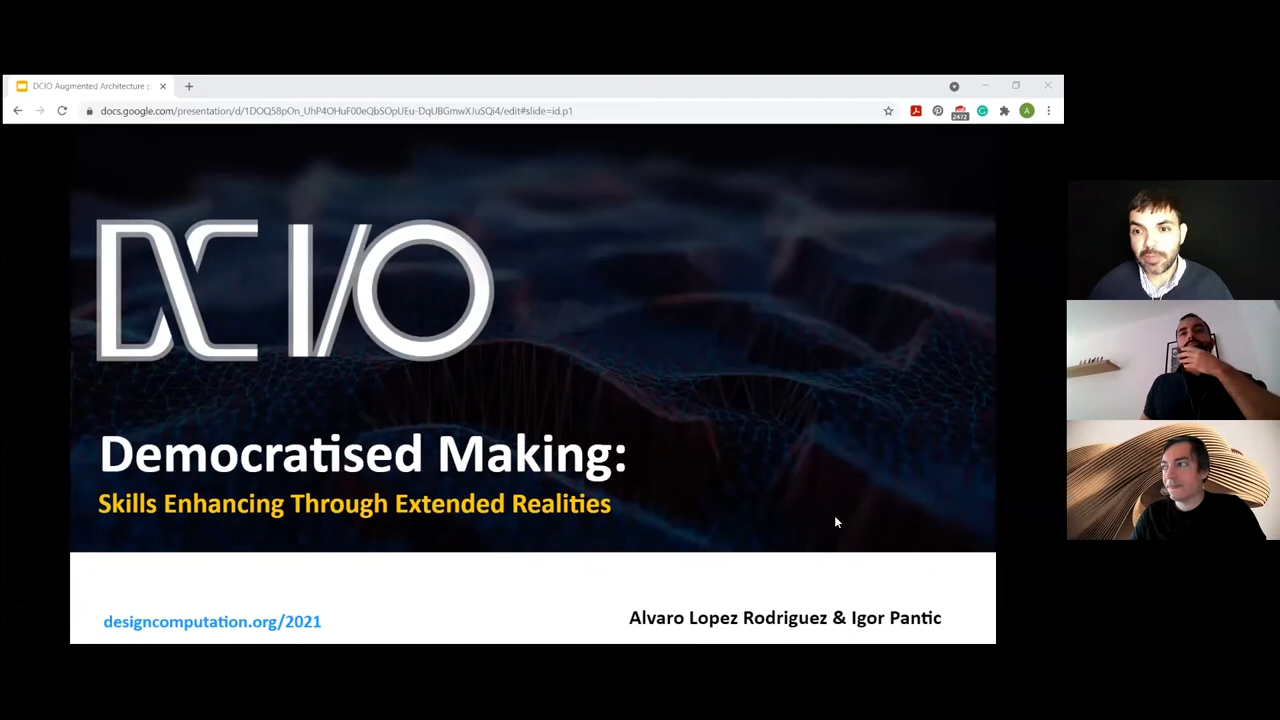 DCIO Augmented Architecture p
docs.google.com/presentation/d/1DOQ58pOn_UhP4OHuF00eQbSOpUEu-DqUBGmwXJuSQi4/edit#slide=id.p1
2472
A
DC I/O
Democratised Making:
Skills Enhancing Through Extended Realities
designcomputation.org/2021
Alvaro Lopez Rodriguez & Igor Pantic